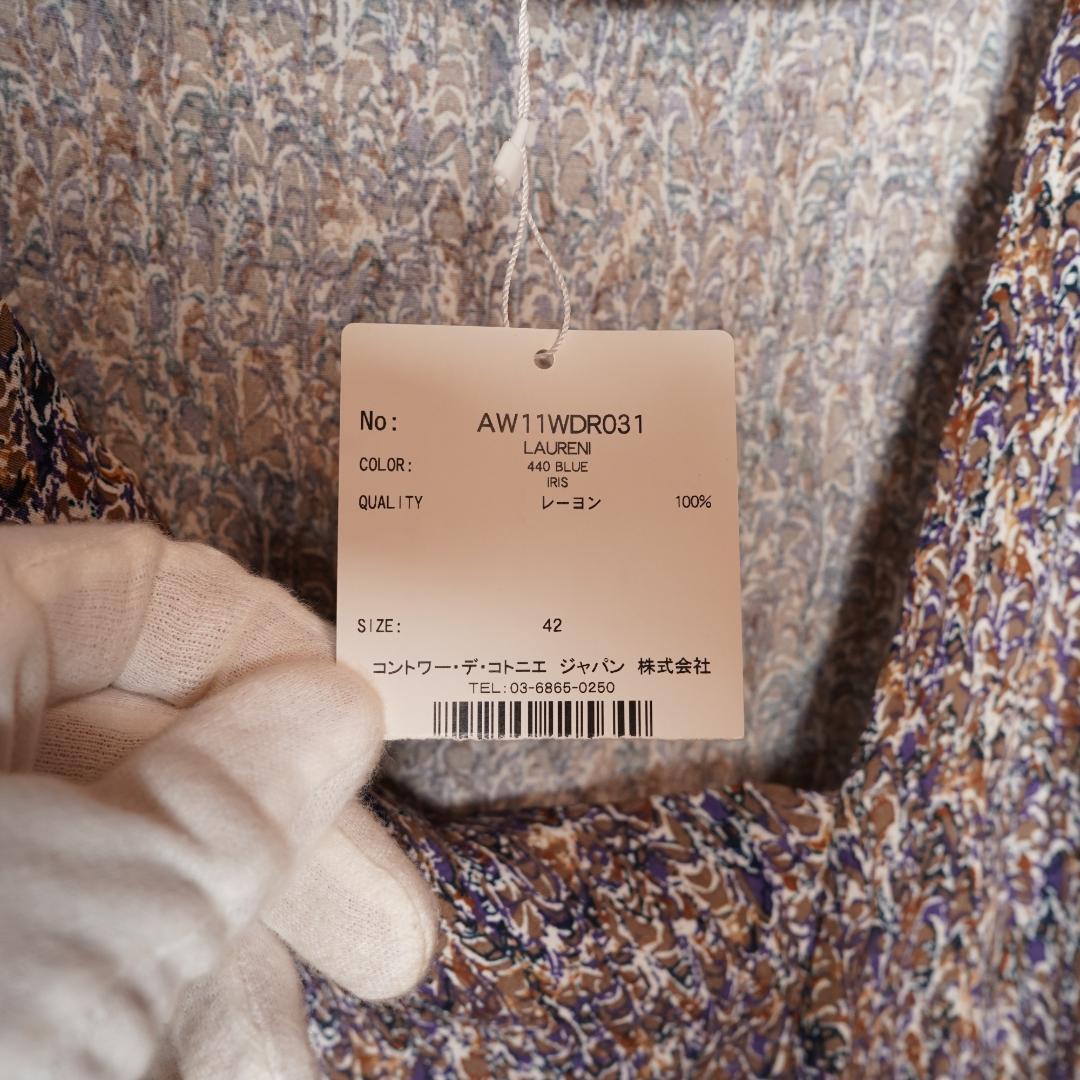 No: AW11WDR031
LAURENI
COLOR: 440 BLUE
IRIS
QUALITY レーヨン 100%
SIZE: 42
コントワー・デ・コトニエ ジャパン 株式会社
TEL:03-6865-0250